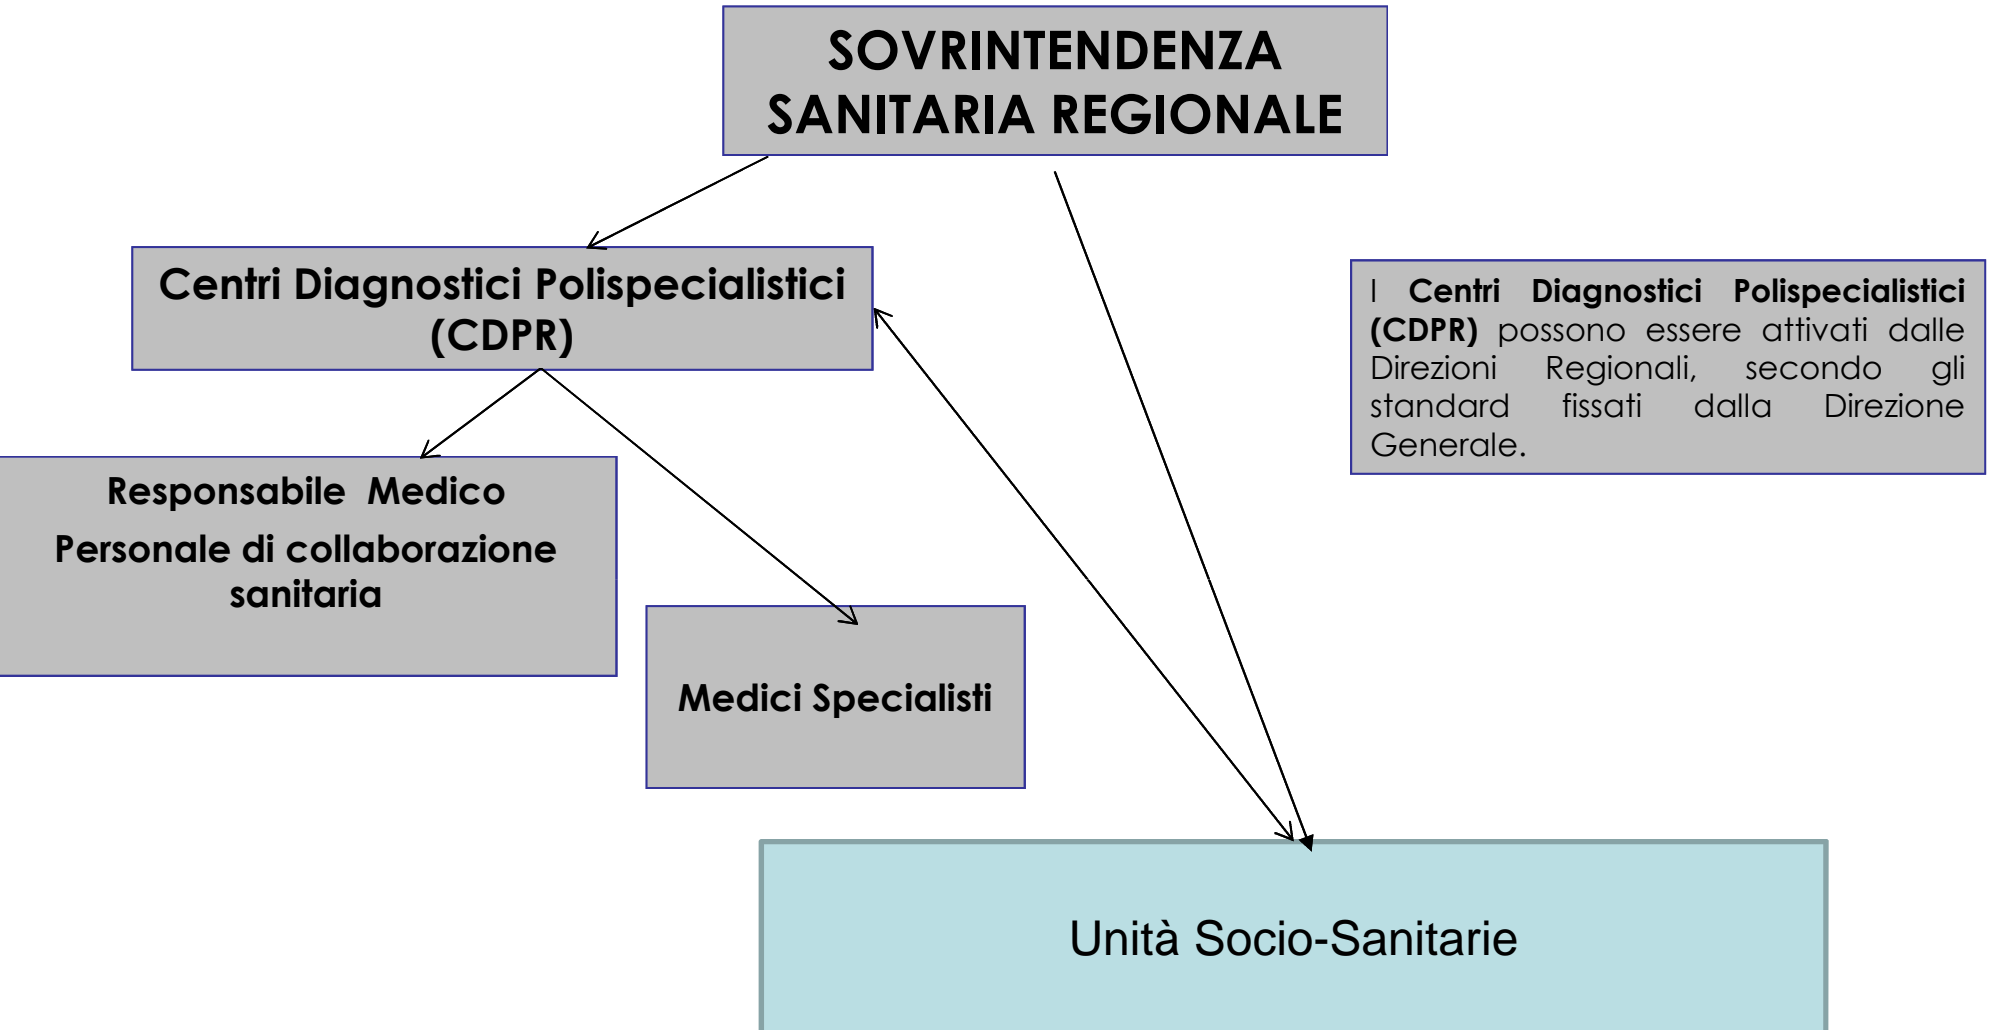 SOVRINTENDENZA
SANITARIA REGIONALE
Centri Diagnostici Polispecialistici
(CDPR)
I Centri Diagnostici Polispecialistici
(CDPR) possono essere attivati dalle
Direzioni Regionali, secondo gli
standard fissati dalla Direzione
Generale.
Responsabile Medico
Personale di collaborazione
sanitaria
Medici Specialisti
Unità Socio-Sanitarie